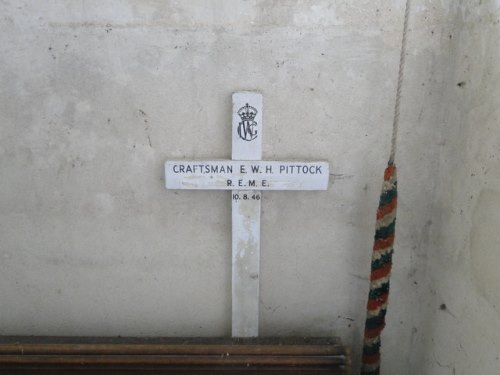 CRAFTSMAN E. W. H. PITTOCK
R. E. M. E.
10. 8. 46